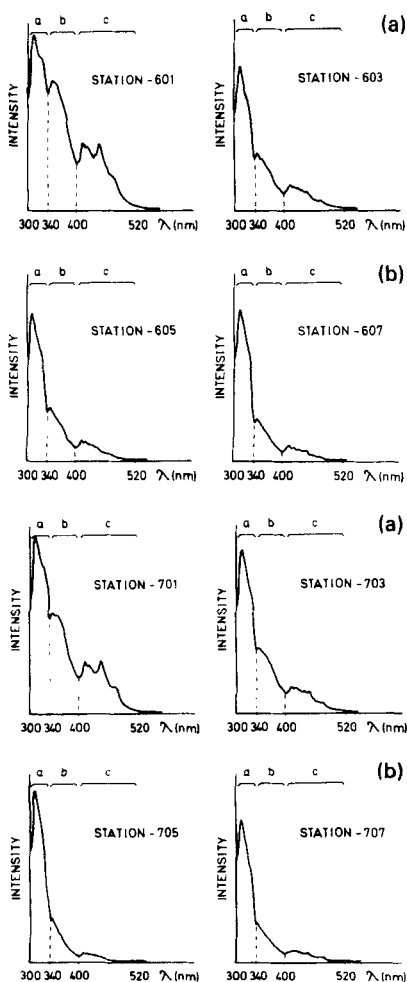 (a)
a b c
STATION-601
INTENSITY
300 340 400 520 λ(nm)
a b c
STATION-603
INTENSITY
300 340 400 520 λ(nm)
(b)
a b c
STATION-605
INTENSITY
300 340 400 520 λ(nm)
a b c
STATION-607
INTENSITY
300 340 400 520 λ(nm)
(a)
a b c
STATION-701
INTENSITY
300 340 400 520 λ(nm)
a b c
STATION-703
INTENSITY
300 340 400 520 λ(nm)
(b)
a b c
STATION-705
INTENSITY
300 340 400 520 λ(nm)
a b c
STATION-707
INTENSITY
300 340 400 520 λ(nm)